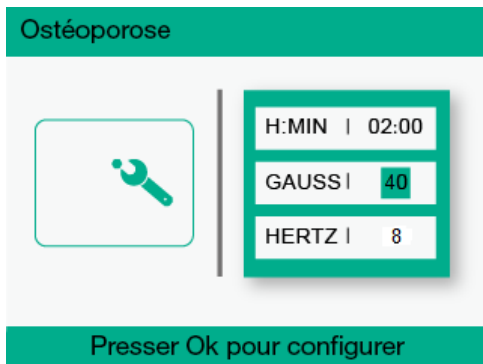 Ostéoporose
H:MIN | 02:00
GAUSS | 40
HERTZ | 8
Presser Ok pour configurer